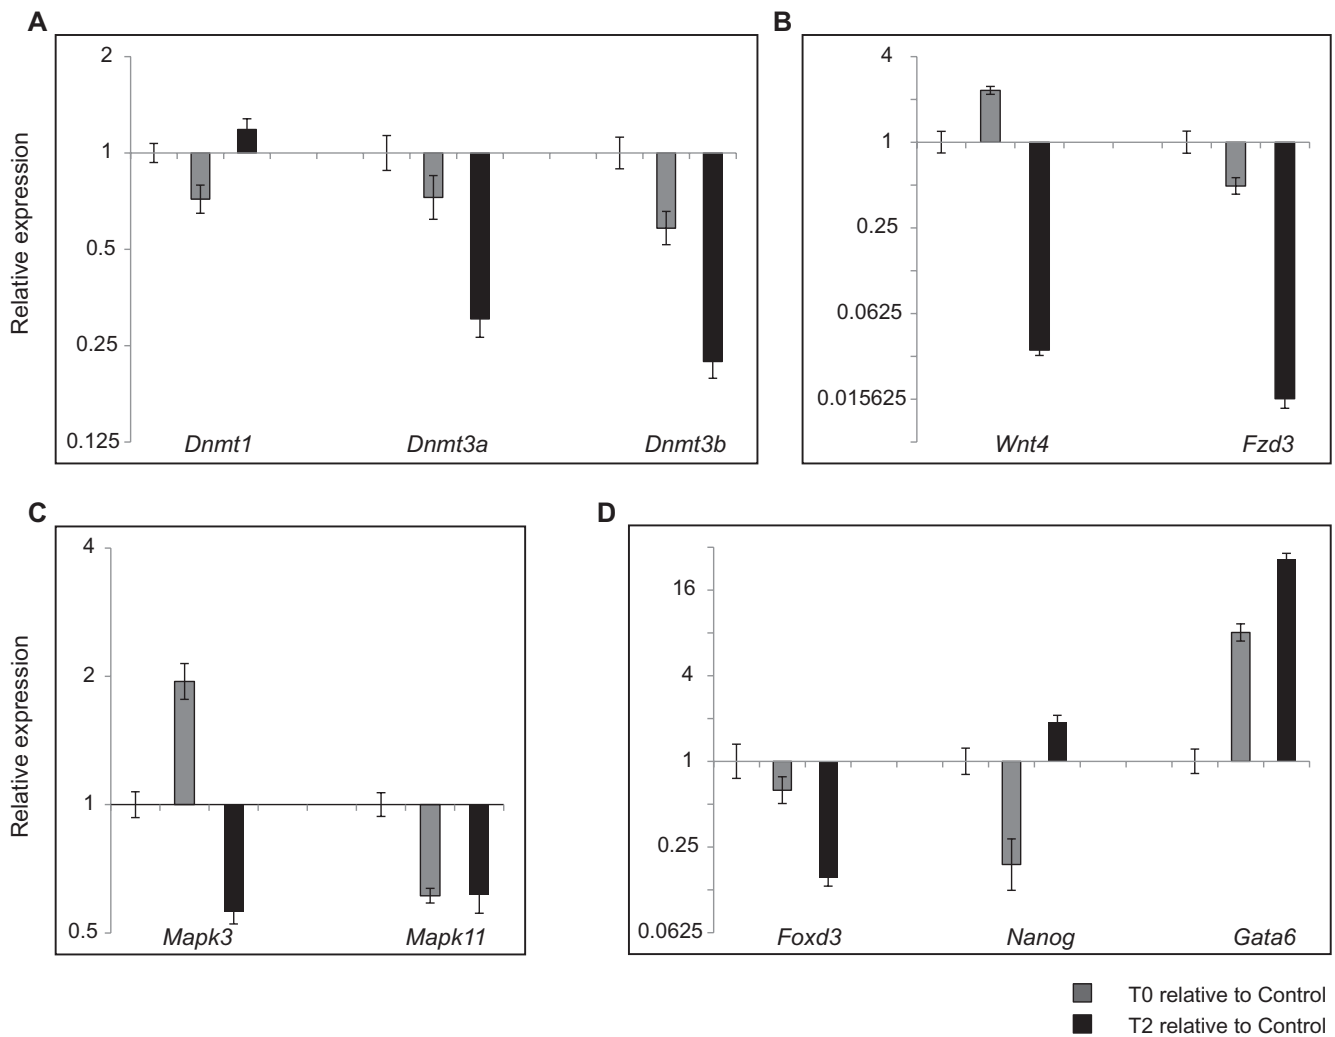 A
Relative expression
2
1
0.5
0.25
0.125
Dnmt1 Dnmt3a Dnmt3b
B
4
1
0.25
0.0625
0.015625
Wnt4 Fzd3
C
Relative expression
4
2
1
0.5
Mapk3 Mapk11
D
16
4
1
0.25
0.0625
Foxd3 Nanog Gata6
T0 relative to Control
T2 relative to Control